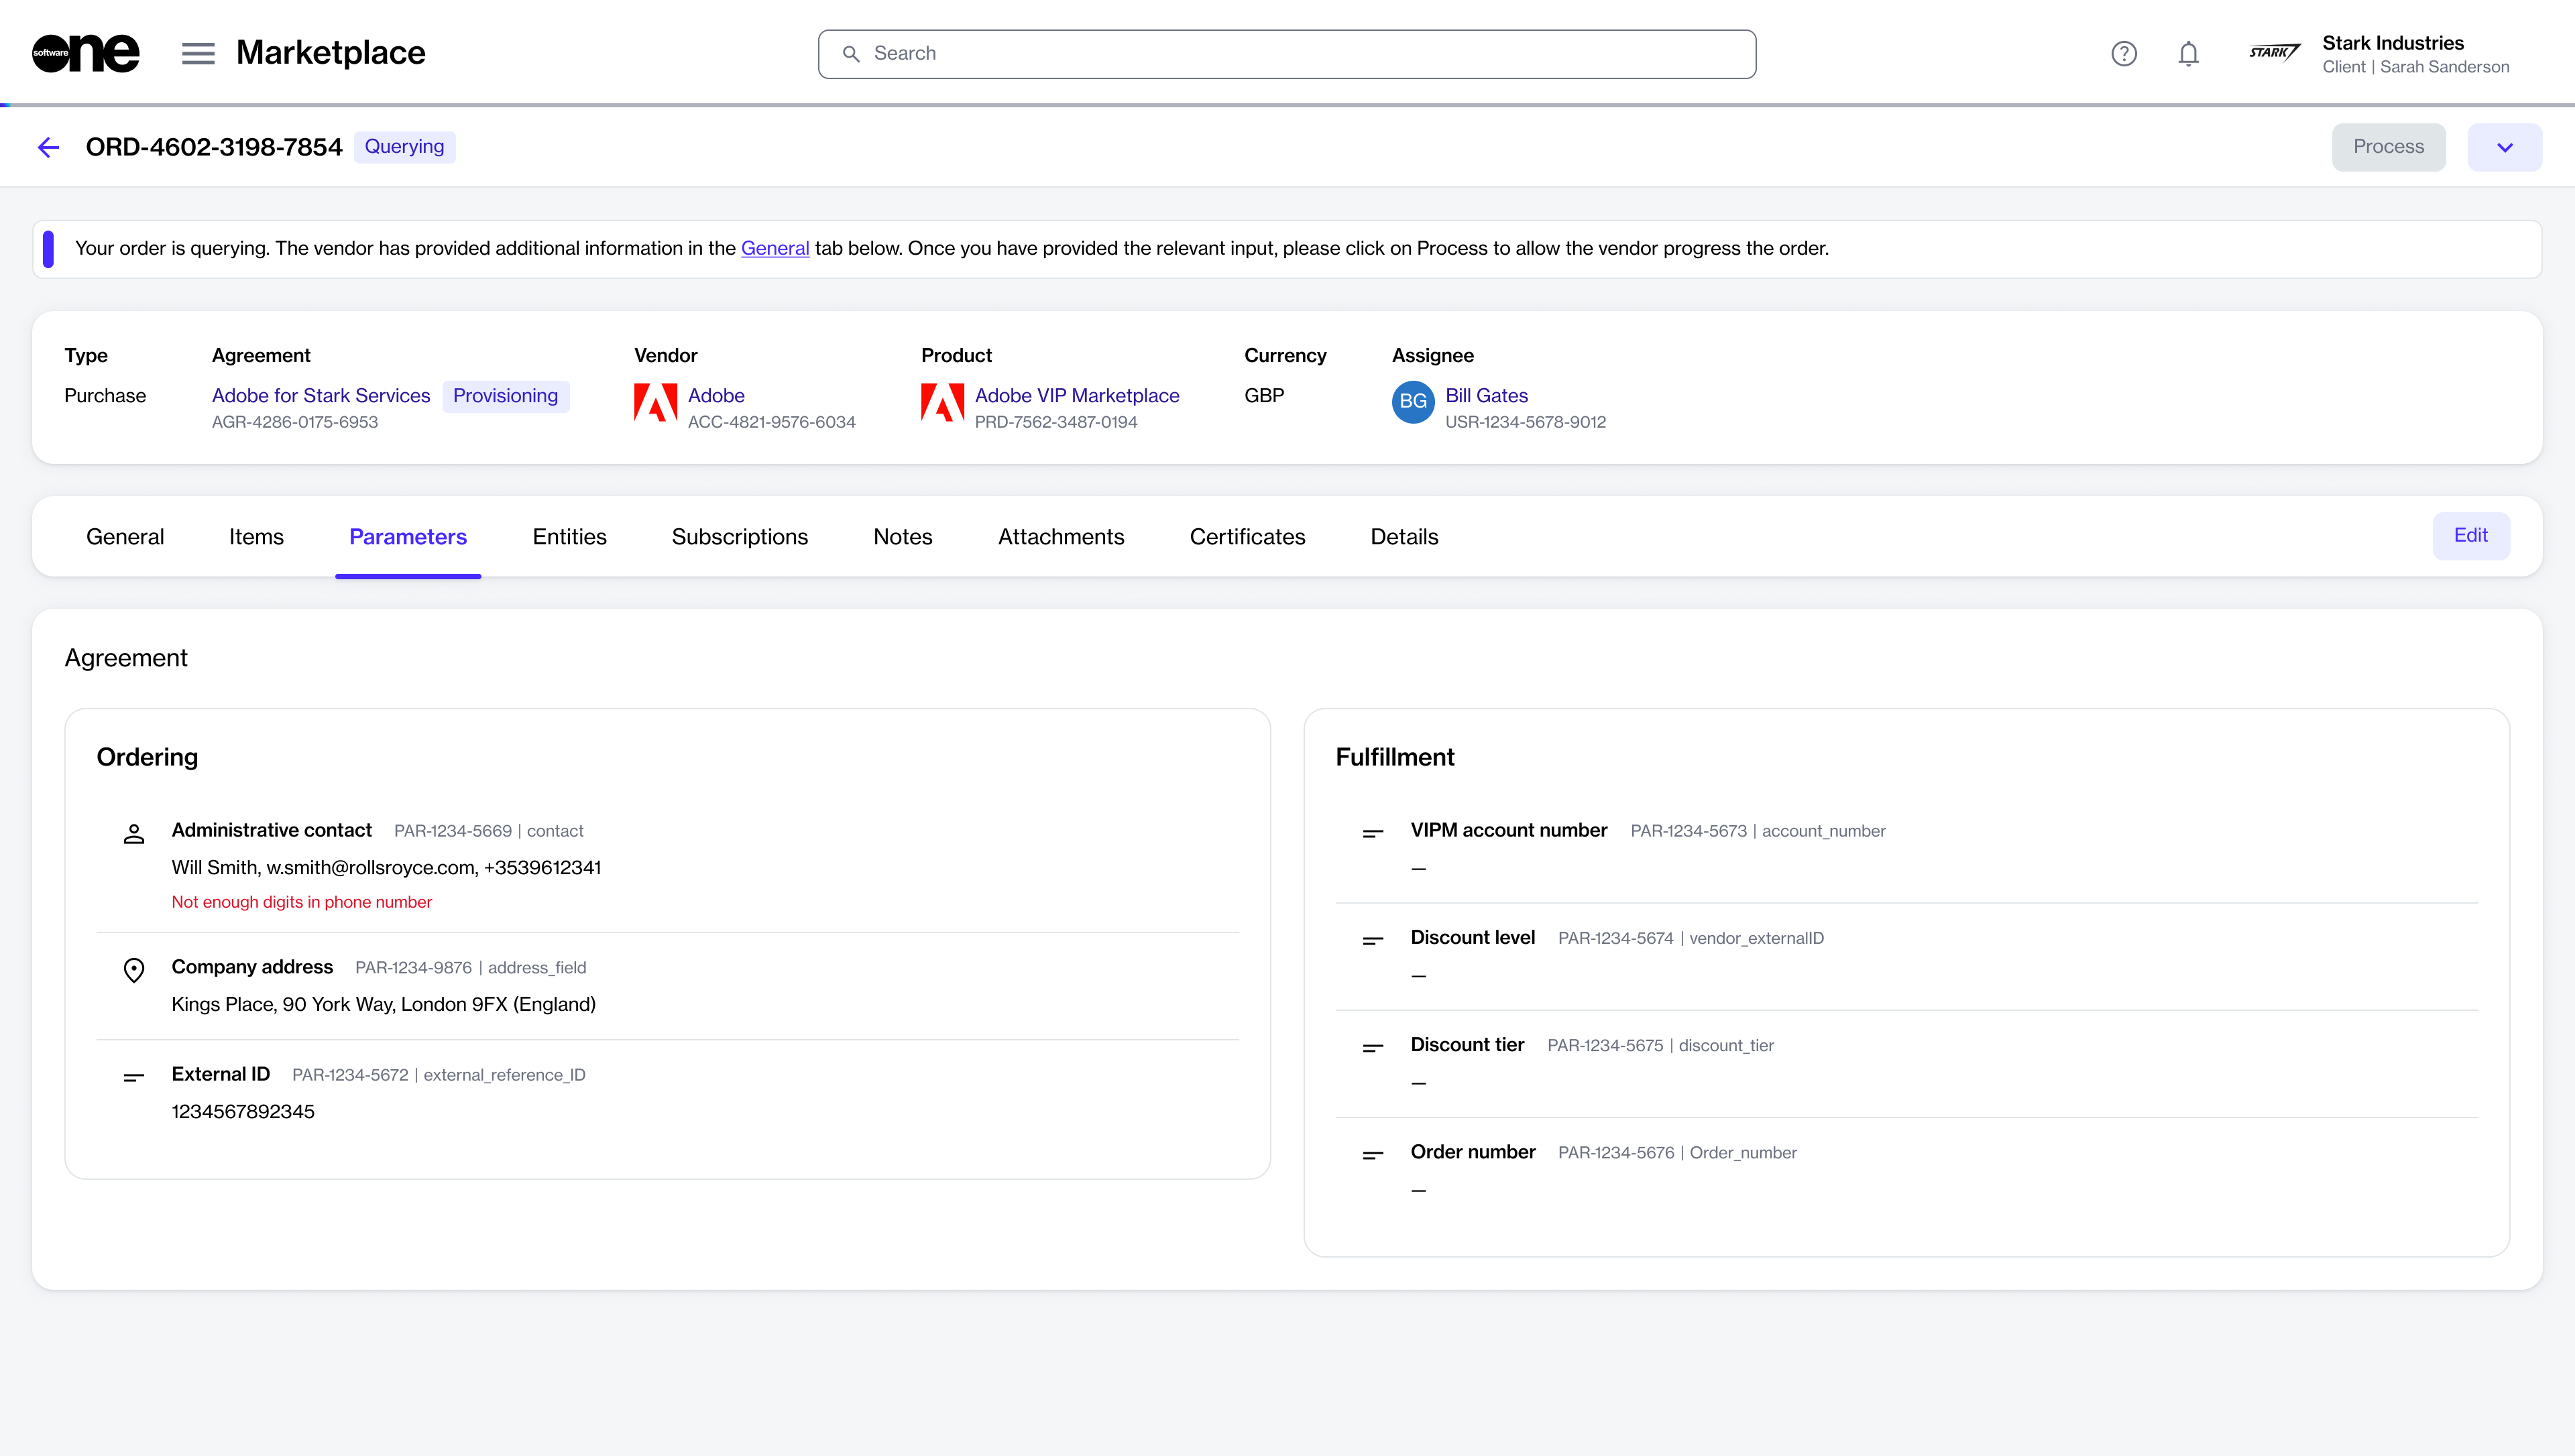 software one
Marketplace
Search
STARK
Stark Industries
Client | Sarah Sanderson
ORD-4602-3198-7854
Querying
Process
Your order is querying. The vendor has provided additional information in the General tab below. Once you have provided the relevant input, please click on Process to allow the vendor progress the order.
Type
Agreement
Vendor
Product
Currency
Assignee
Purchase
Adobe for Stark Services
Provisioning
AGR-4286-0175-6953
Adobe
ACC-4821-9576-6034
Adobe VIP Marketplace
PRD-7562-3487-0194
GBP
BG
Bill Gates
USR-1234-5678-9012
General
Items
Parameters
Entities
Subscriptions
Notes
Attachments
Certificates
Details
Edit
Agreement
Ordering
Administrative contact PAR-1234-5669 | contact
Will Smith, w.smith@rollsroyce.com, +3539612341
Not enough digits in phone number
Company address PAR-1234-9876 | address_field
Kings Place, 90 York Way, London 9FX (England)
External ID PAR-1234-5672 | external_reference_ID
1234567892345
Fulfillment
VIPM account number PAR-1234-5673 | account_number
—
Discount level PAR-1234-5674 | vendor_externalID
—
Discount tier PAR-1234-5675 | discount_tier
—
Order number PAR-1234-5676 | Order_number
—